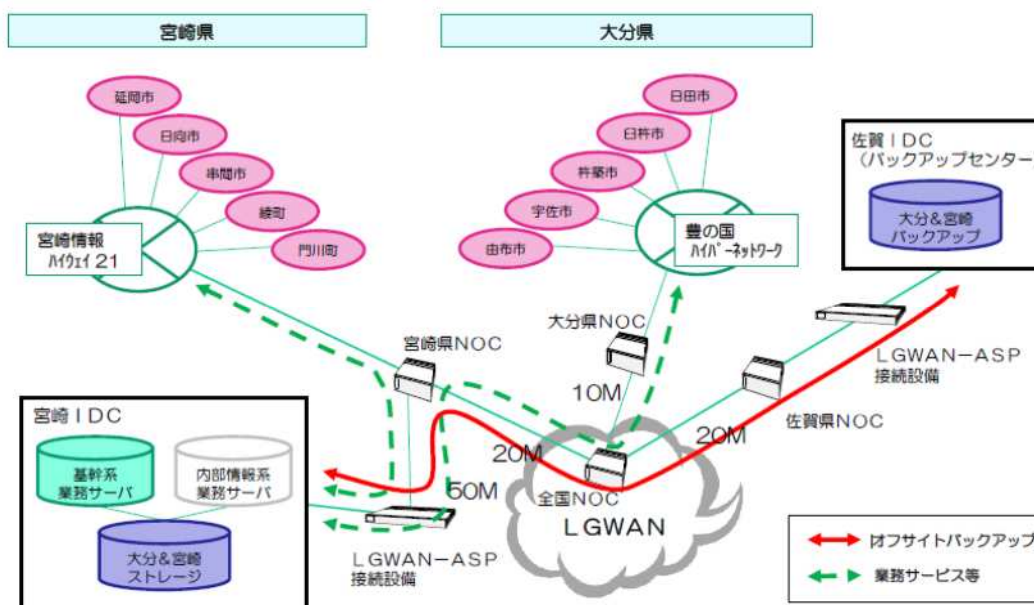 宮崎県
大分県
延岡市
日向市
串間市
綾町
門川町
宮崎情報
ﾊｲｳｪｲ 21
日田市
臼杵市
杵築市
宇佐市
由布市
豊の国
ﾊｲﾊﾟｰﾈｯﾄﾜｰｸ
佐賀IDC
(バックアップセンター)
大分&宮崎
バックアップ
宮崎県NOC
大分県NOC
10M
LGWAN-ASP
接続設備
佐賀県NOC
20M
20M
50M
全国NOC
LGWAN
宮崎IDC
基幹系
業務サーバ
内部情報系
業務サーバ
大分&宮崎
ストレージ
LGWAN-ASP
接続設備
オフサイトバックアップ
業務サービス等